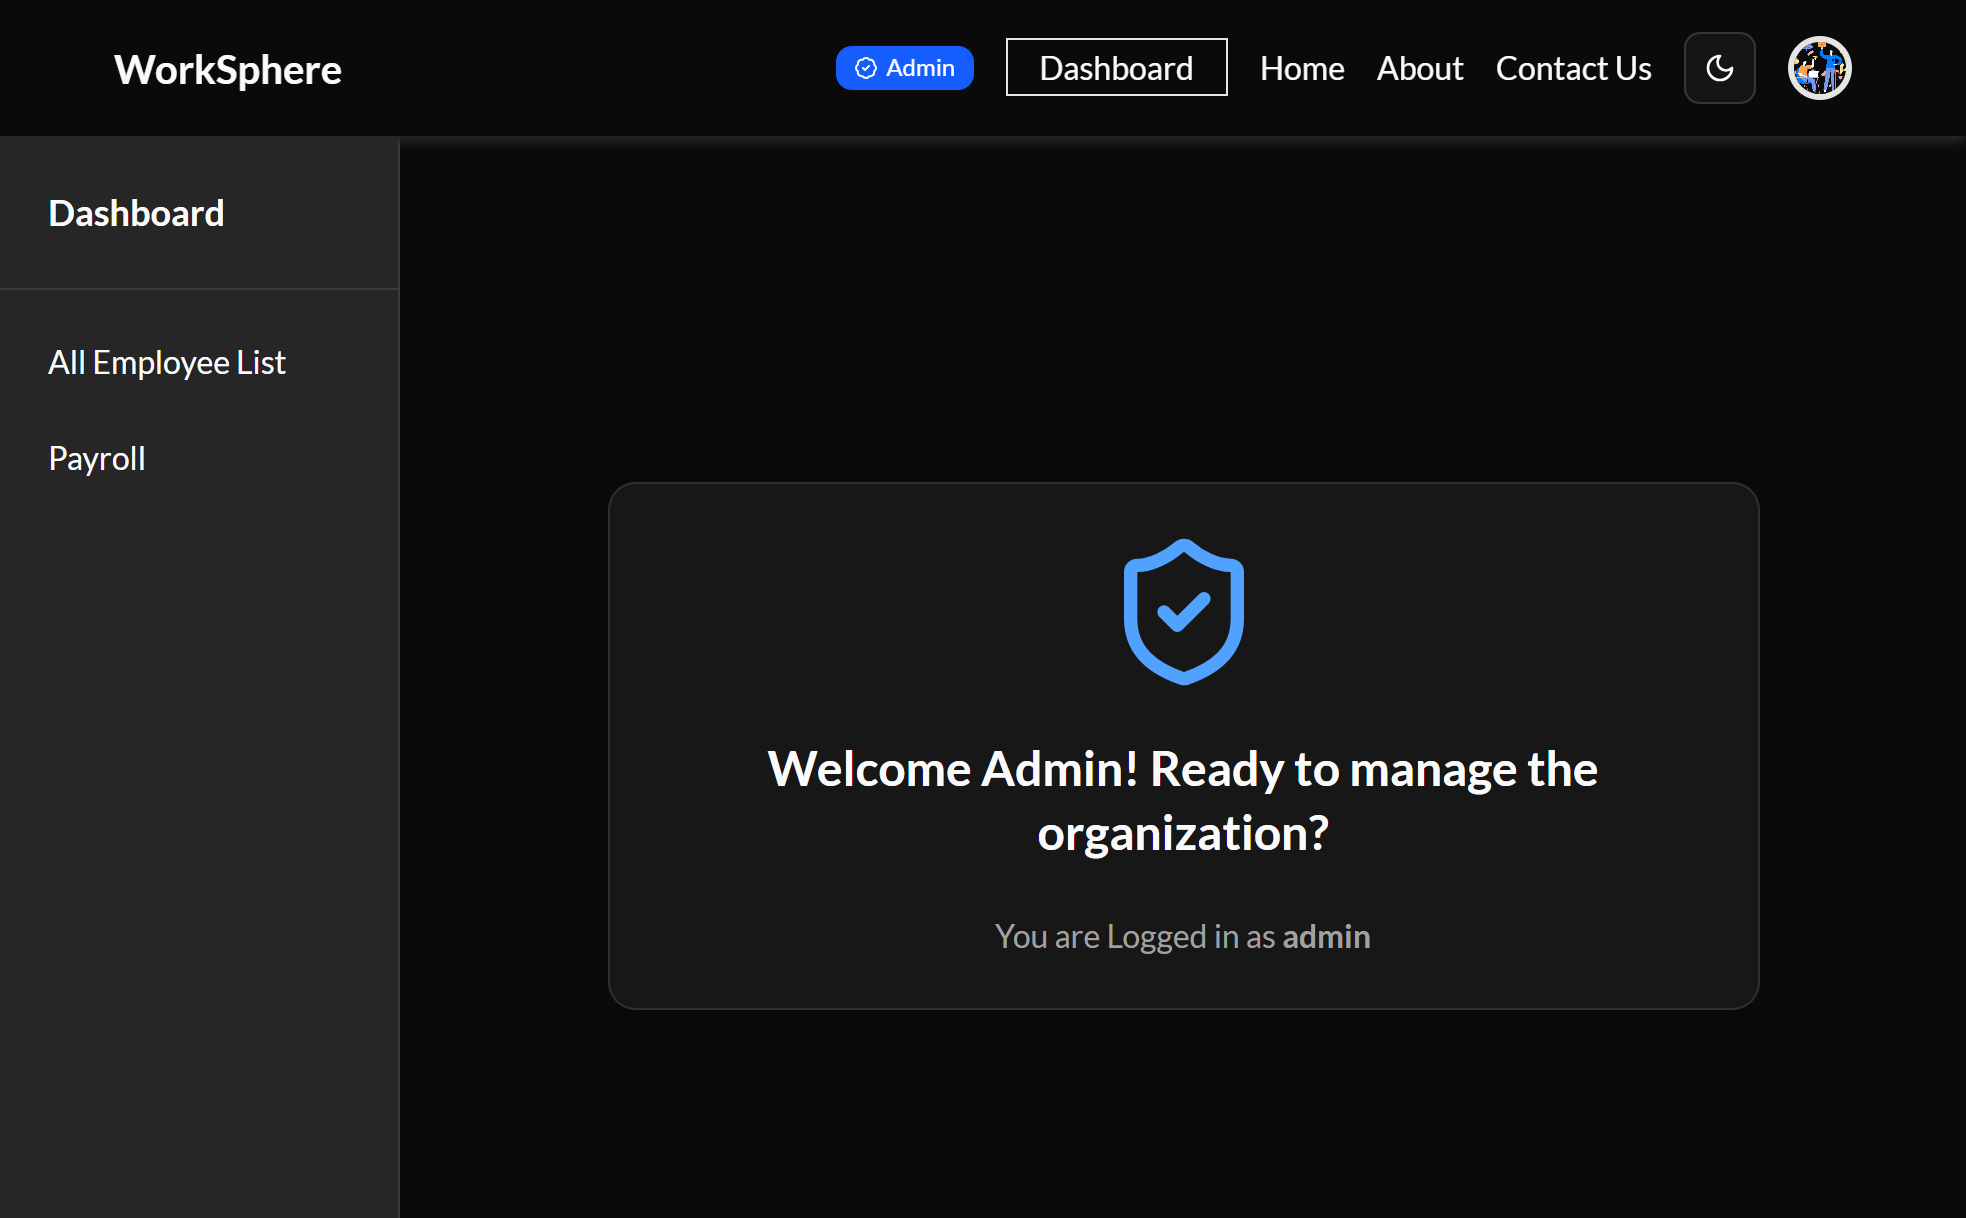 WorkSphere
Admin
Dashboard
Home
About
Contact Us
Dashboard
All Employee List
Payroll
Welcome Admin! Ready to manage the
organization?
You are Logged in as admin